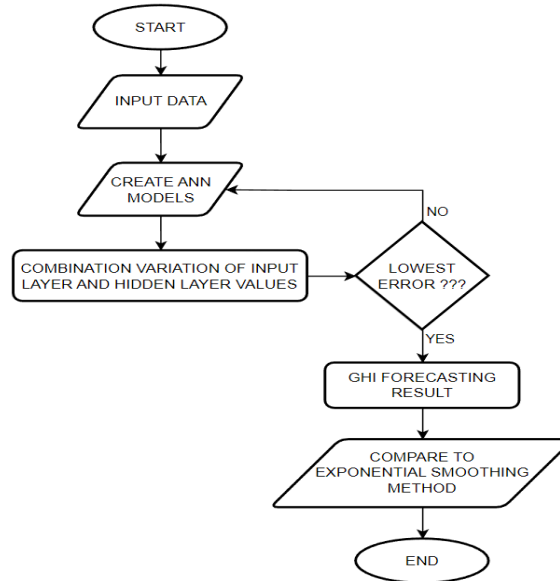 START
INPUT DATA
CREATE ANN
MODELS
NO
COMBINATION VARIATION OF INPUT
LAYER AND HIDDEN LAYER VALUES
LOWEST
ERROR ???
YES
GHI FORECASTING
RESULT
COMPARE TO
EXPONENTIAL SMOOTHING
METHOD
END